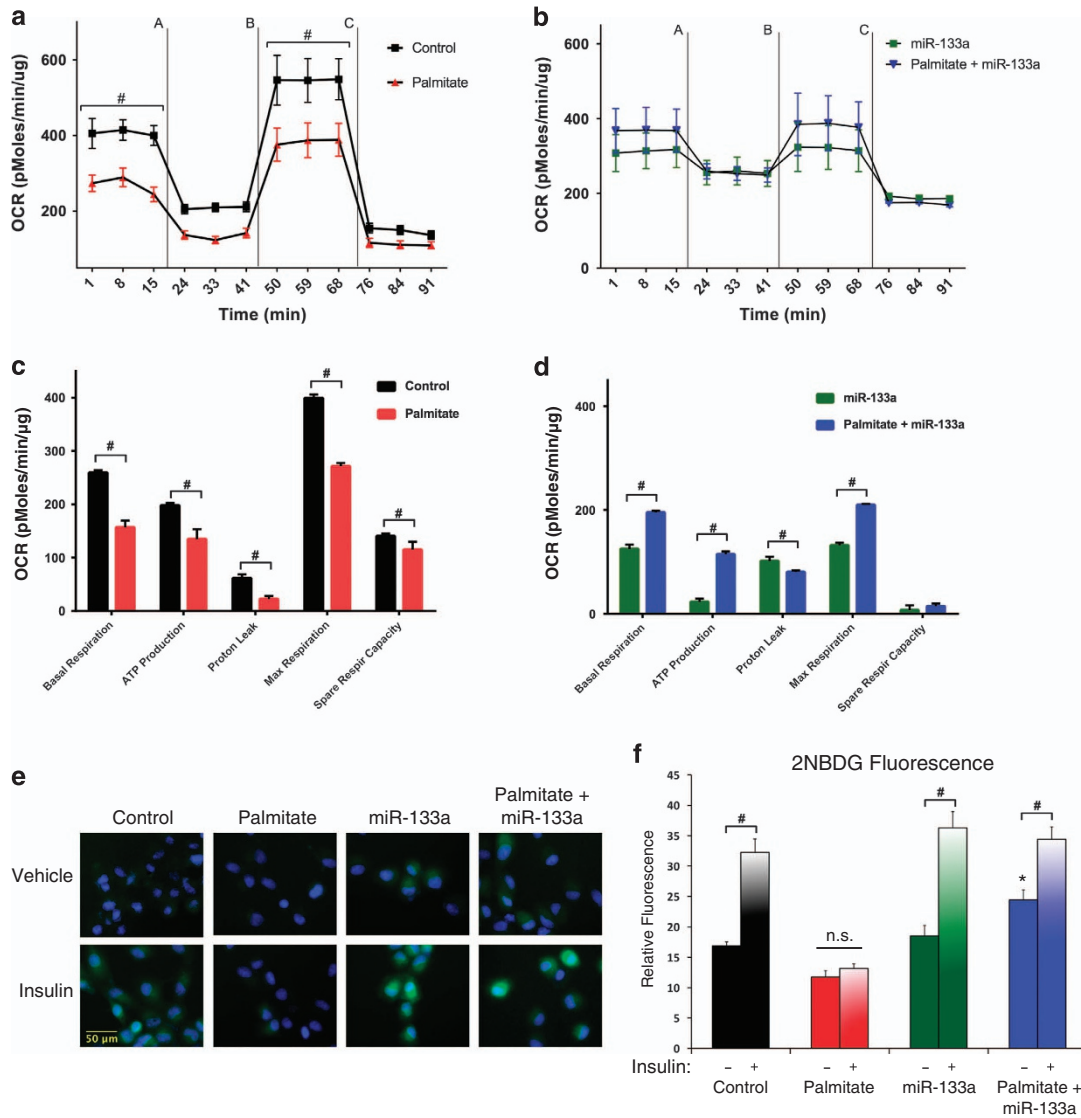 a
A
B
C
#
#
Control
Palmitate
OCR (pMoles/min/ug)
600
400
200
1 8 15 24 33 41 50 59 68 76 84 91
Time (min)
b
A
B
C
miR-133a
Palmitate + miR-133a
OCR (pMoles/min/ug)
600
400
200
0
1 8 15 24 33 41 50 59 68 76 84 91
Time (min)
c
Control
Palmitate
OCR (pMoles/min/µg)
400
300
200
100
0
# # # # #
Basal Respiration
ATP Production
Proton Leak
Max Respiration
Spare Respir Capacity
d
miR-133a
Palmitate + miR-133a
OCR (pMoles/min/µg)
400
200
0
# # # #
Basal Respiration
ATP Production
Proton Leak
Max Respiration
Spare Respir Capacity
e
Control Palmitate miR-133a Palmitate +
miR-133a
Vehicle
Insulin
50 µm
f
2NBDG Fluorescence
Relative Fluorescence
45
40
35
30
25
20
15
10
5
0
# n.s. # * #
Insulin: – + – + – + – +
Control Palmitate miR-133a Palmitate +
miR-133a